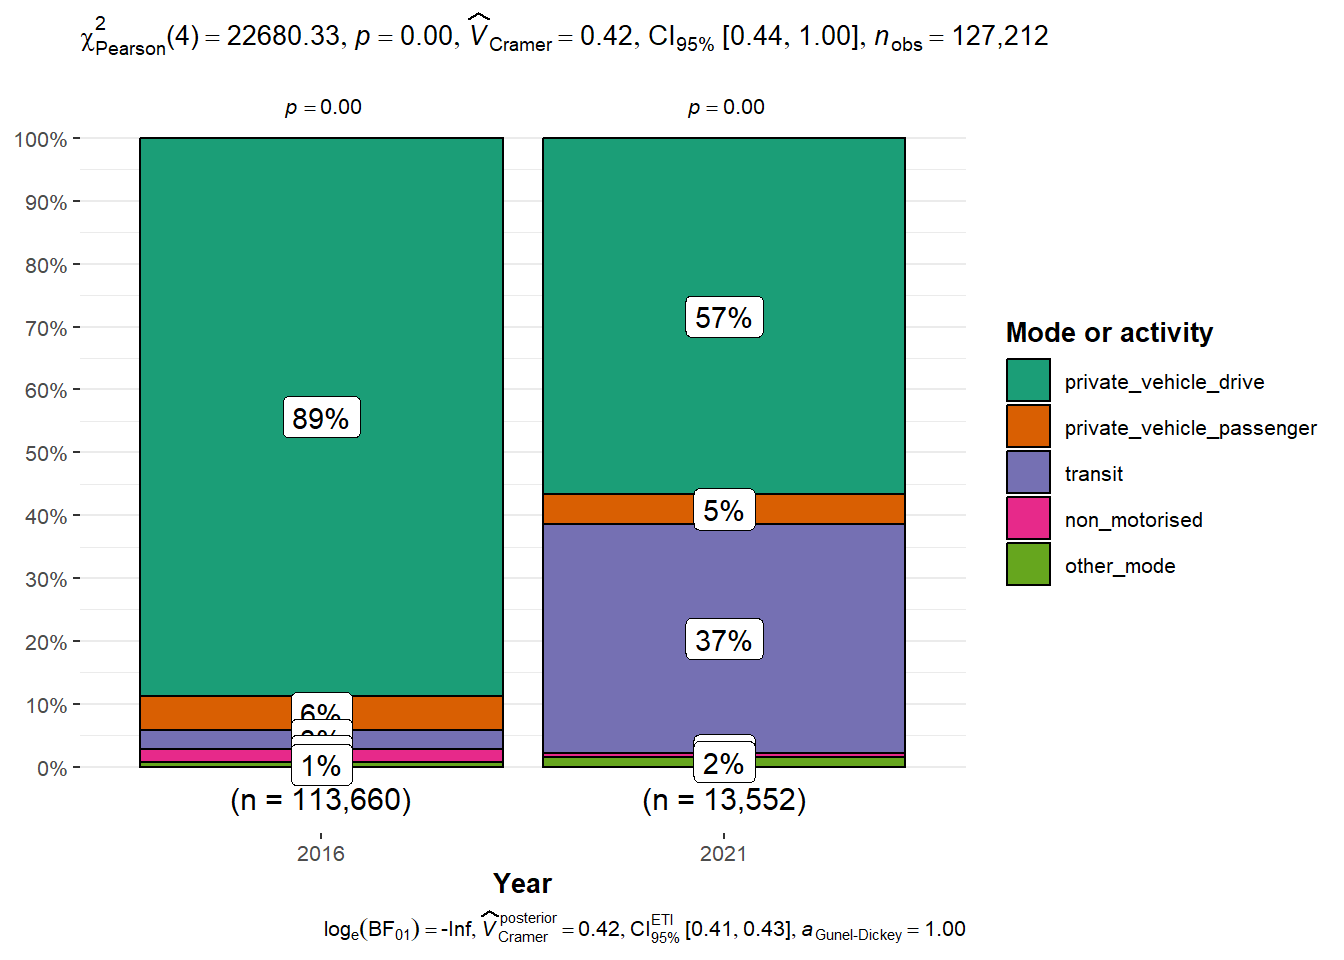 χ²Pearson(4) = 22680.33, p = 0.00, V̂Cramer = 0.42, CI95% [0.44, 1.00], nobs = 127,212
p = 0.00 p = 0.00
100%
90%
80%
70%
60%
50%
40%
30%
20%
10%
0%
89%
6%
1%
57%
5%
37%
2%
(n = 113,660) (n = 13,552)
2016 2021
Year
Mode or activity
private_vehicle_drive
private_vehicle_passenger
transit
non_motorised
other_mode
loge(BF01) = -Inf, V̂posteriorCramer = 0.42, CIETI95% [0.41, 0.43], aGunel-Dickey = 1.00